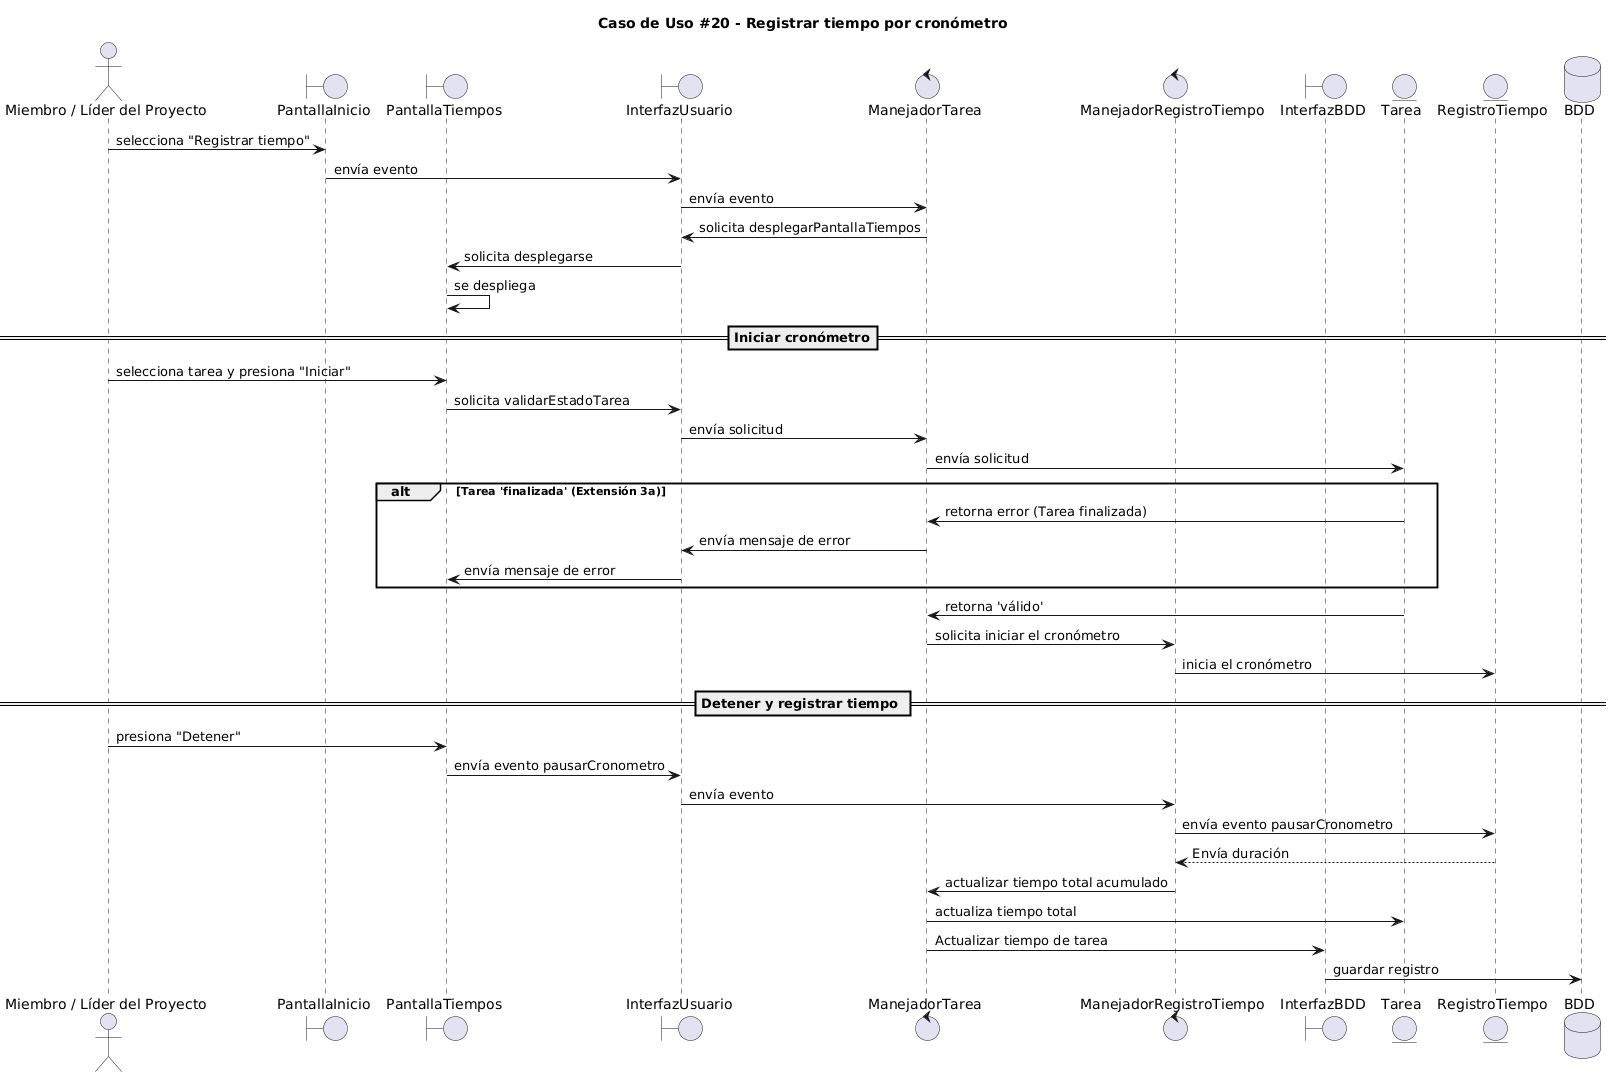 Caso de Uso #20 - Registrar tiempo por cronómetro
Miembro / Líder del Proyecto
PantallaInicio
PantallaTiempos
InterfazUsuario
ManejadorTarea
ManejadorRegistroTiempo
InterfazBDD
Tarea
RegistroTiempo
BDD
selecciona "Registrar tiempo"
envía evento
envía evento
solicita desplegarPantallaTiempos
solicita desplegarse
se despliega
Iniciar cronómetro
selecciona tarea y presiona "Iniciar"
solicita validarEstadoTarea
envía solicitud
envía solicitud
alt
[Tarea 'finalizada' (Extensión 3a)]
retorna error (Tarea finalizada)
envía mensaje de error
envía mensaje de error
retorna 'válido'
solicita iniciar el cronómetro
inicia el cronómetro
Detener y registrar tiempo
presiona "Detener"
envía evento pausarCronometro
envía evento
envía evento pausarCronometro
Envía duración
actualizar tiempo total acumulado
actualiza tiempo total
Actualizar tiempo de tarea
guardar registro
Miembro / Líder del Proyecto
PantallaInicio
PantallaTiempos
InterfazUsuario
ManejadorTarea
ManejadorRegistroTiempo
InterfazBDD
Tarea
RegistroTiempo
BDD